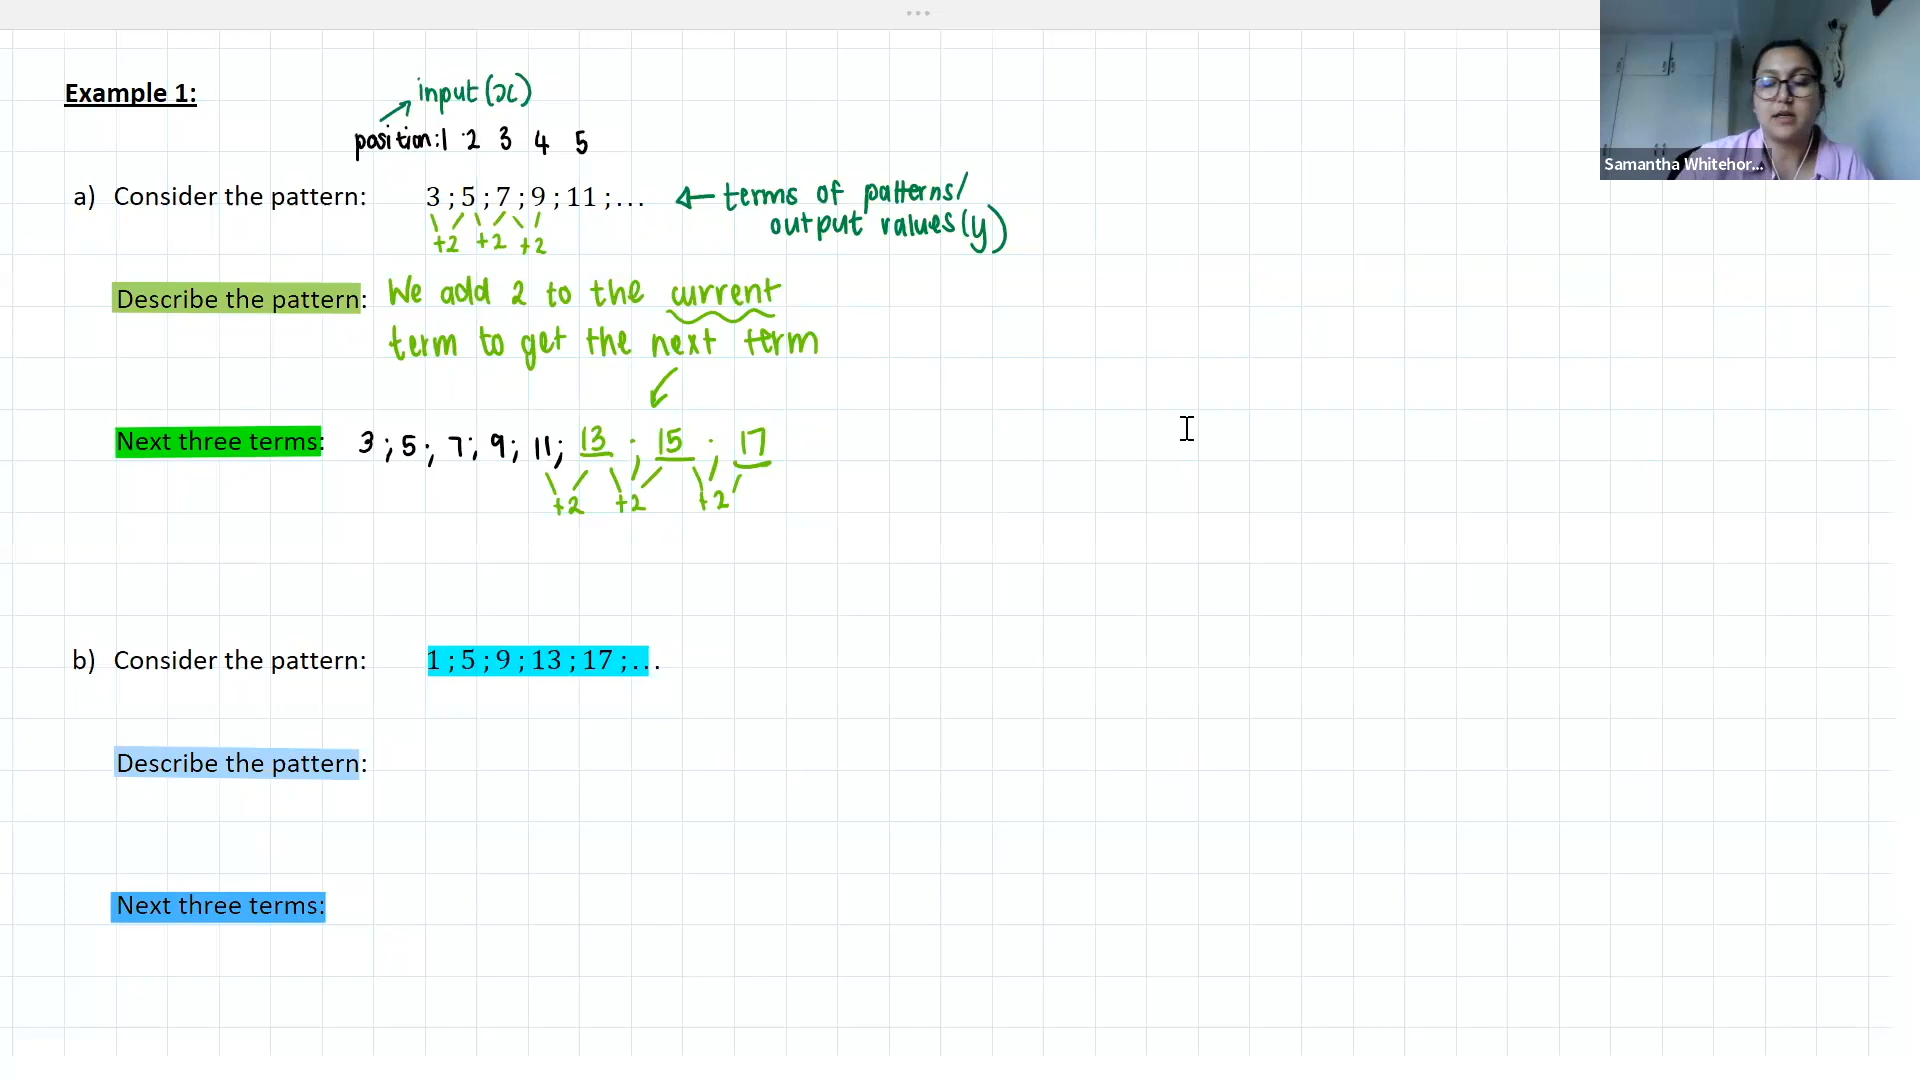 Example 1:
input (x)
position: 1 2 3 4 5
a) Consider the pattern: 3 ; 5 ; 7 ; 9 ; 11 ; ...
terms of patterns/
output values (y)
+2 +2 +2
Describe the pattern: We add 2 to the current
term to get the next term
Next three terms: 3 ; 5 ; 7 ; 9 ; 11 ; 13 ; 15 ; 17
+2 +2 +2
b) Consider the pattern: 1 ; 5 ; 9 ; 13 ; 17 ; ...
Describe the pattern:
Next three terms:
Samantha Whitehor...